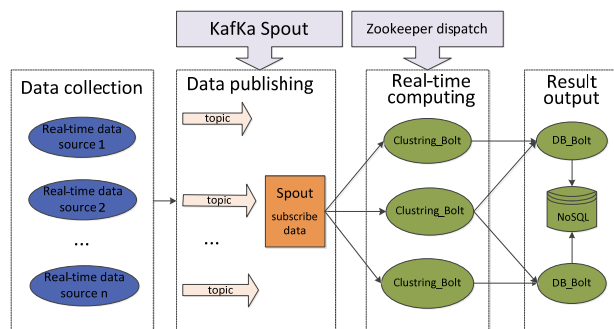 KafKa Spout
Zookeeper dispatch
Data collection
Real-time data
source 1
Real-time data
source 2
...
Real-time data
source n
Data publishing
topic
topic
...
topic
Spout
subscribe
data
Real-time
computing
Clustring_Bolt
Clustring_Bolt
Clustring_Bolt
Result
output
DB_Bolt
NoSQL
DB_Bolt